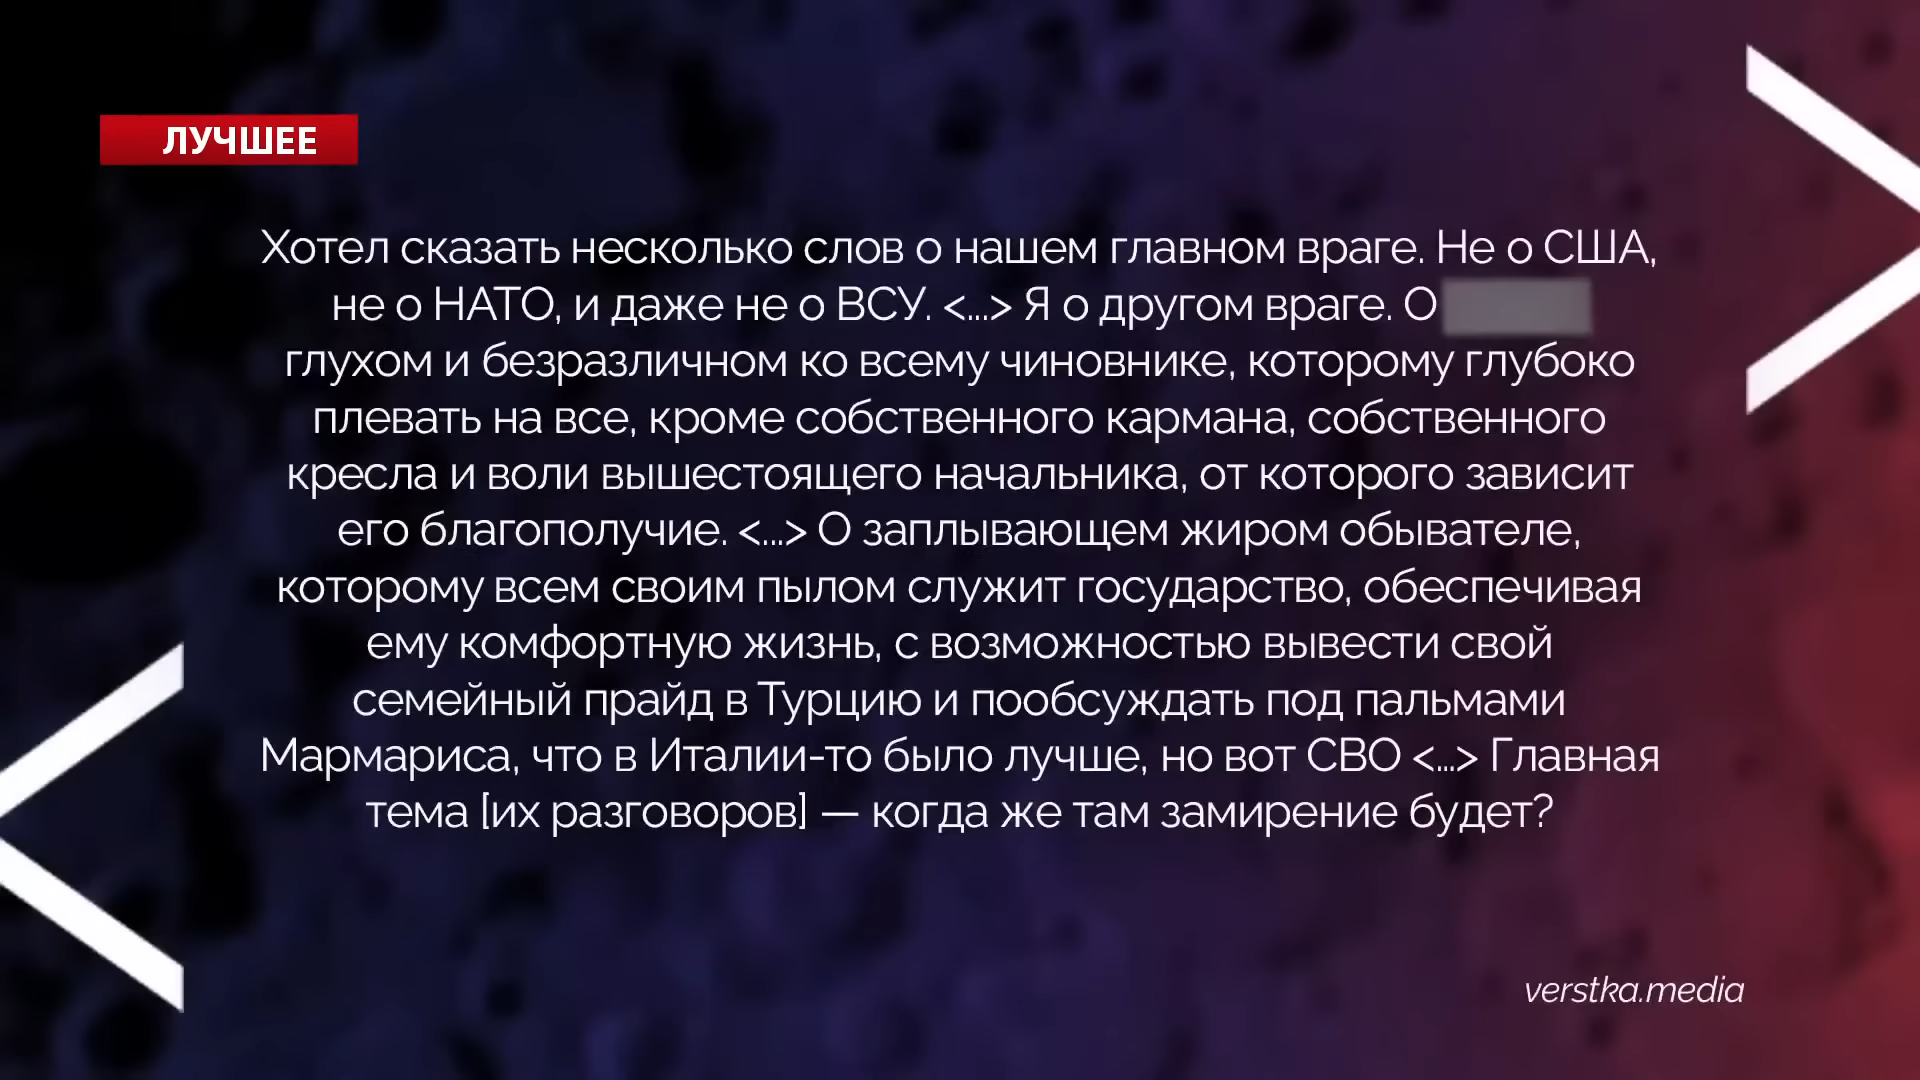 ЛУЧШЕЕ
Хотел сказать несколько слов о нашем главном враге. Не о США,
не о НАТО, и даже не о ВСУ. <...> Я о другом враге. О
глухом и безразличном ко всему чиновнике, которому глубоко
плевать на все, кроме собственного кармана, собственного
кресла и воли вышестоящего начальника, от которого зависит
его благополучие. <...> О заплывающем жиром обывателе,
которому всем своим пылом служит государство, обеспечивая
ему комфортную жизнь, с возможностью вывести свой
семейный прайд в Турцию и пообсуждать под пальмами
Мармариса, что в Италии-то было лучше, но вот СВО <...> Главная
тема [их разговоров] — когда же там замирение будет?
verstka.media